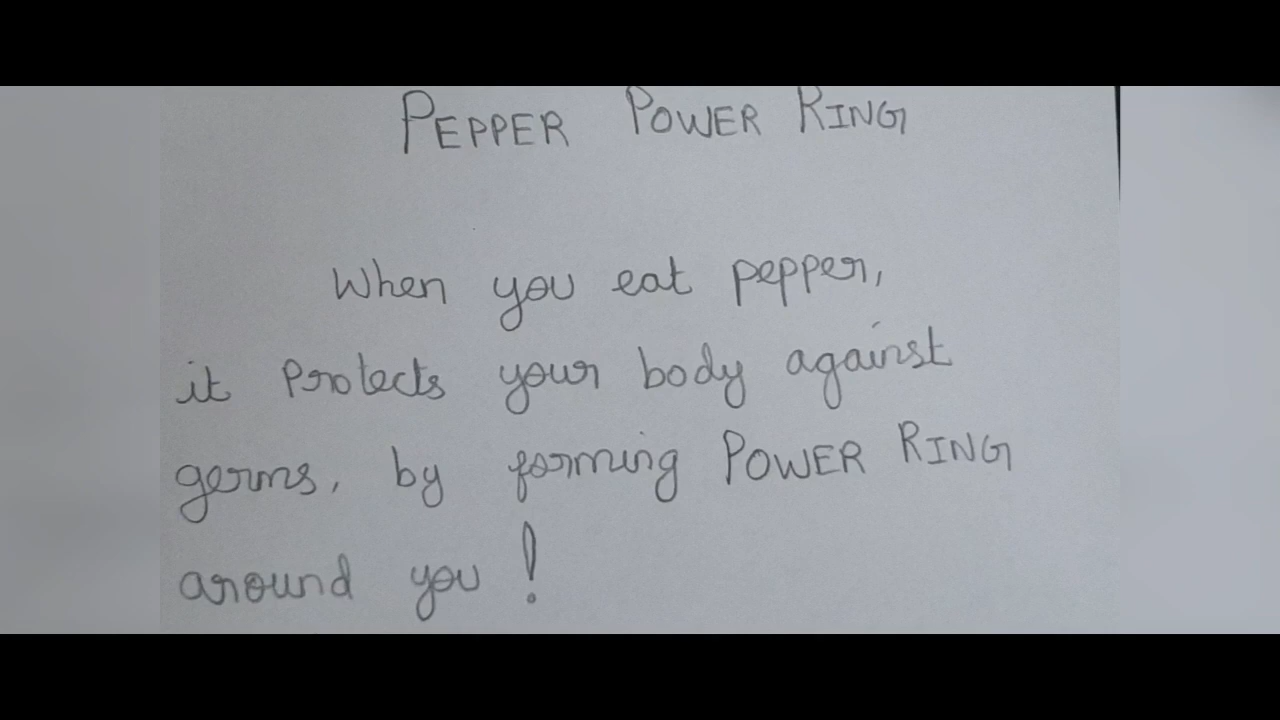 PEPPER POWER RING
When you eat pepper,
it protects your body against
germs, by forming POWER RING
around you!